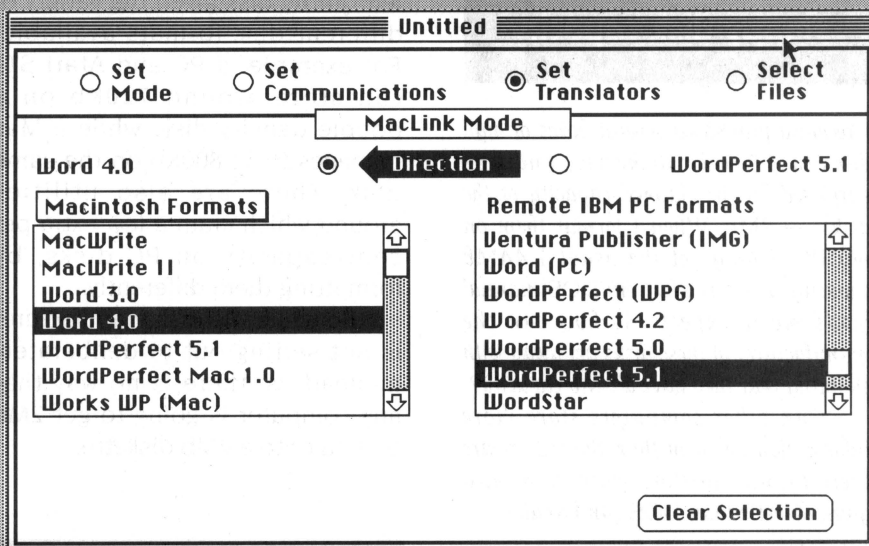 Untitled
Set Mode
Set Communications
Set Translators
Select Files
MacLink Mode
Word 4.0
Direction
WordPerfect 5.1
Macintosh Formats
Remote IBM PC Formats
MacWrite
MacWrite II
Word 3.0
Word 4.0
WordPerfect 5.1
WordPerfect Mac 1.0
Works WP (Mac)
Ventura Publisher (IMG)
Word (PC)
WordPerfect (WPG)
WordPerfect 4.2
WordPerfect 5.0
WordPerfect 5.1
WordStar
Clear Selection